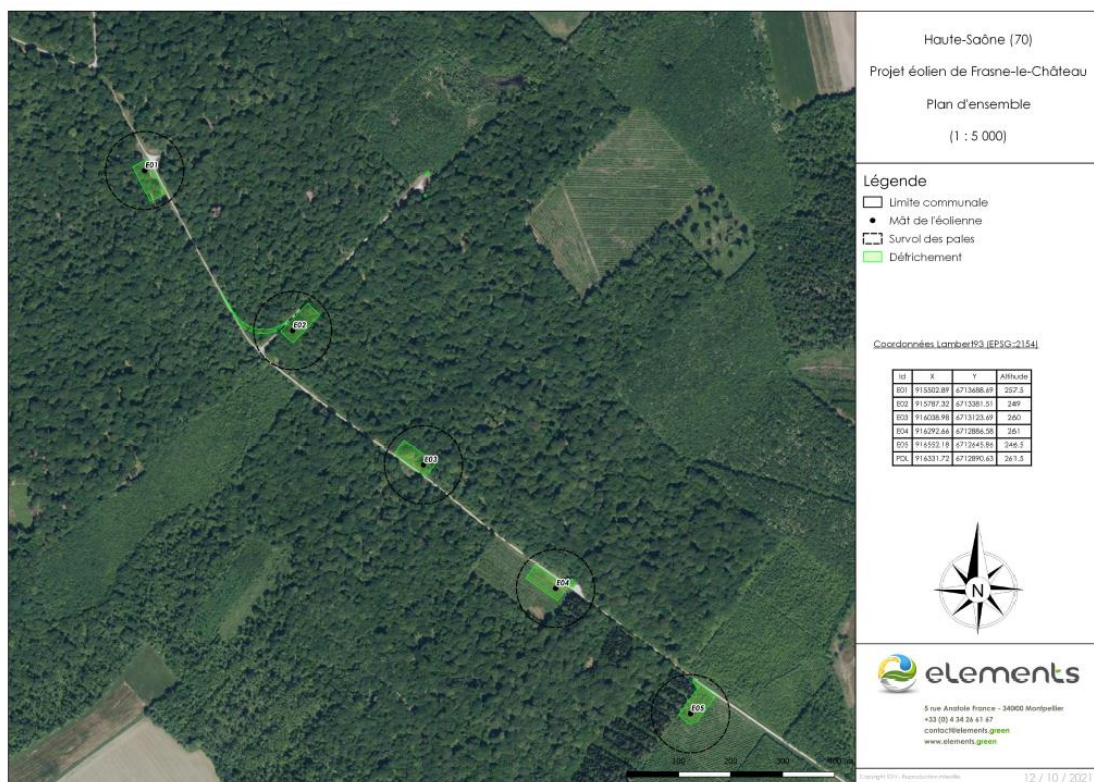 Haute-Saône (70)
Projet éolien de Frasne-le-Château
Plan d'ensemble
(1 : 5 000)
Légende
Limite communale
Mât de l'éolienne
Survol des pales
Défrichement
Coordonnées Lambert93 (EPSG:2154)
Id X Y Altitude
E01 915502.89 6713688.69 257.5
E02 915787.32 6713381.51 249
E03 916038.98 6713123.69 260
E04 916292.66 6712886.58 261
E05 916552.18 6712645.86 246.5
PDL 916331.72 6712890.63 261.5
N
elements
5 rue Anatole France - 34000 Montpellier
+33 (0) 4 34 26 61 67
contact@elements.green
www.elements.green
12 / 10 / 2021
E01
E02
E03
E04
E05
100 200 300 400 m